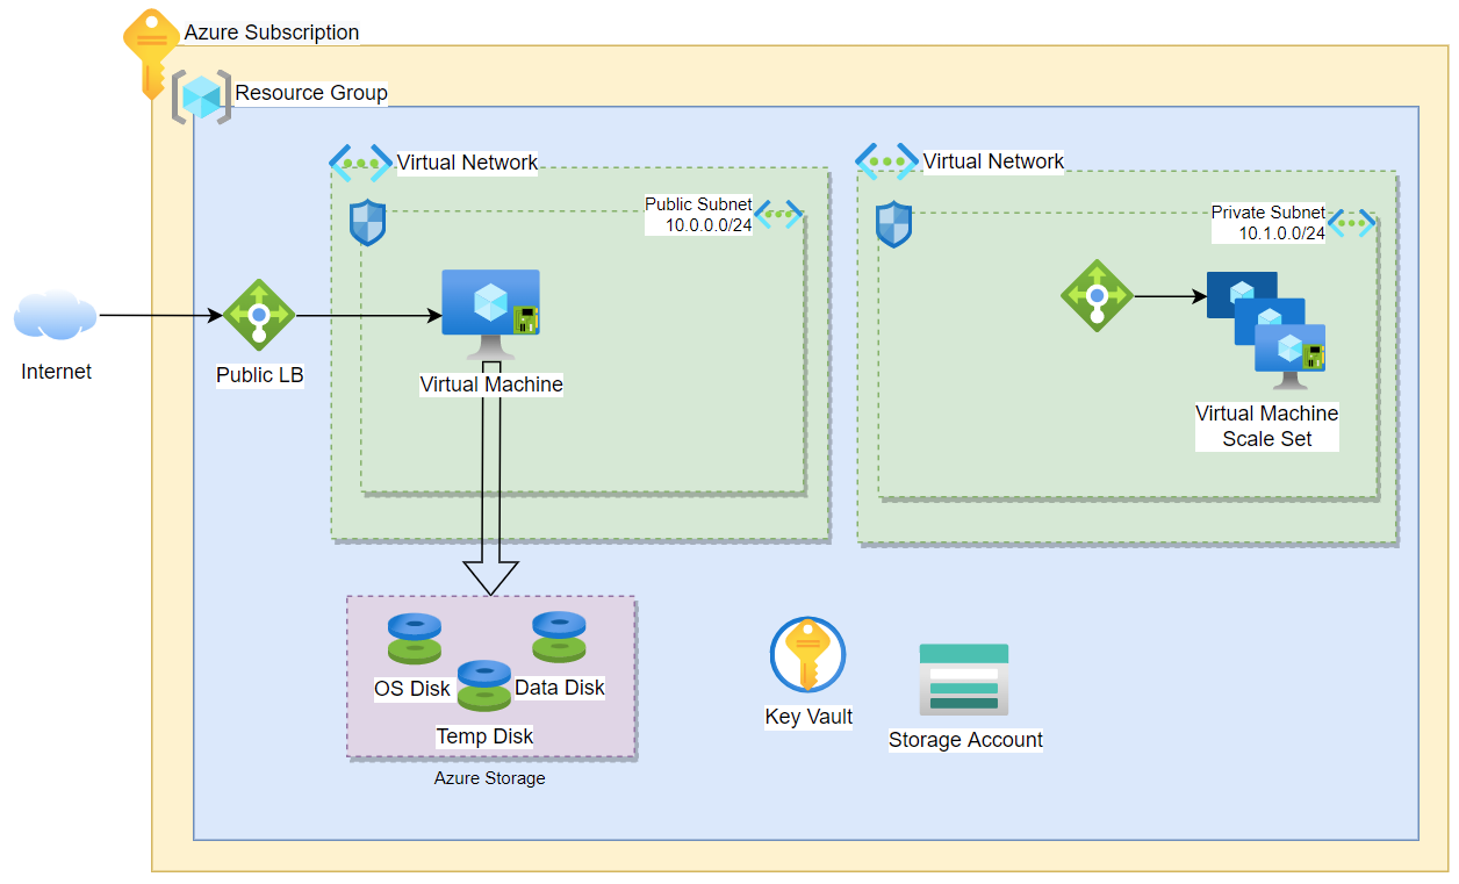 Azure Subscription
Resource Group
Virtual Network
Virtual Network
Public Subnet
10.0.0.0/24
Private Subnet
10.1.0.0/24
Internet
Public LB
Virtual Machine
Virtual Machine
Scale Set
OS Disk
Data Disk
Temp Disk
Azure Storage
Key Vault
Storage Account